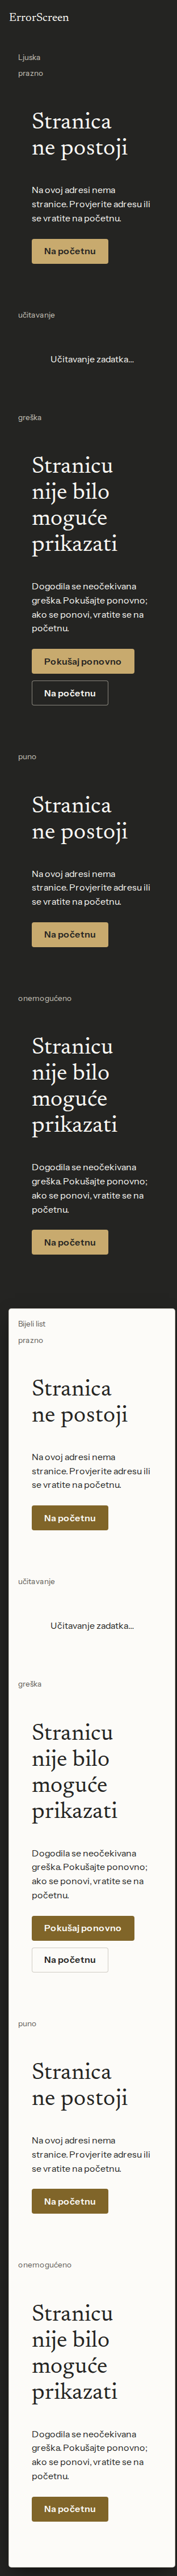 ErrorScreen
Ljuska
prazno
Stranica
ne postoji
Na ovoj adresi nema
stranice. Provjerite adresu ili
se vratite na početnu.
Na početnu
učitavanje
Učitavanje zadatka…
greška
Stranicu
nije bilo
moguće
prikazati
Dogodila se neočekivana
greška. Pokušajte ponovno;
ako se ponovi, vratite se na
početnu.
Pokušaj ponovno
Na početnu
puno
Stranica
ne postoji
Na ovoj adresi nema
stranice. Provjerite adresu ili
se vratite na početnu.
Na početnu
onemogućeno
Stranicu
nije bilo
moguće
prikazati
Dogodila se neočekivana
greška. Pokušajte ponovno;
ako se ponovi, vratite se na
početnu.
Na početnu
Bijeli list
prazno
Stranica
ne postoji
Na ovoj adresi nema
stranice. Provjerite adresu ili
se vratite na početnu.
Na početnu
učitavanje
Učitavanje zadatka…
greška
Stranicu
nije bilo
moguće
prikazati
Dogodila se neočekivana
greška. Pokušajte ponovno;
ako se ponovi, vratite se na
početnu.
Pokušaj ponovno
Na početnu
puno
Stranica
ne postoji
Na ovoj adresi nema
stranice. Provjerite adresu ili
se vratite na početnu.
Na početnu
onemogućeno
Stranicu
nije bilo
moguće
prikazati
Dogodila se neočekivana
greška. Pokušajte ponovno;
ako se ponovi, vratite se na
početnu.
Na početnu